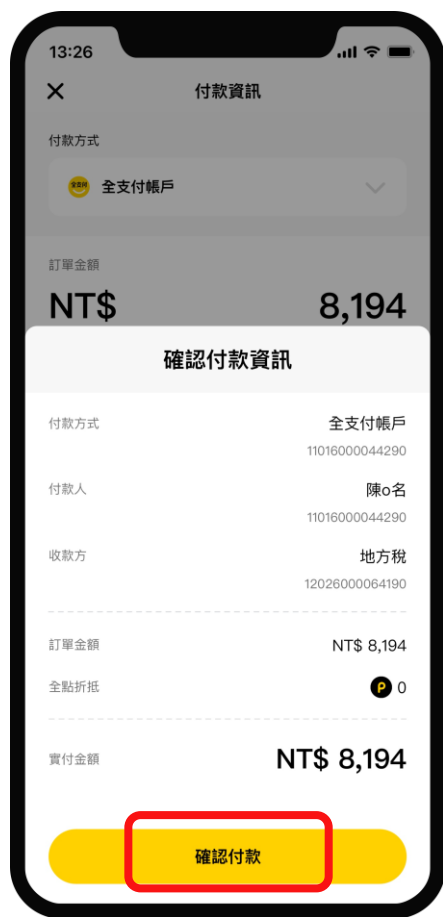 13:26
付款資訊
付款方式
全支付 全支付帳戶
訂單金額
NT$ 8,194
確認付款資訊
付款方式 全支付帳戶
11016000044290
付款人 陳o名
11016000044290
收款方 地方稅
12026000064190
訂單金額 NT$ 8,194
全點折抵 P 0
實付金額 NT$ 8,194
確認付款